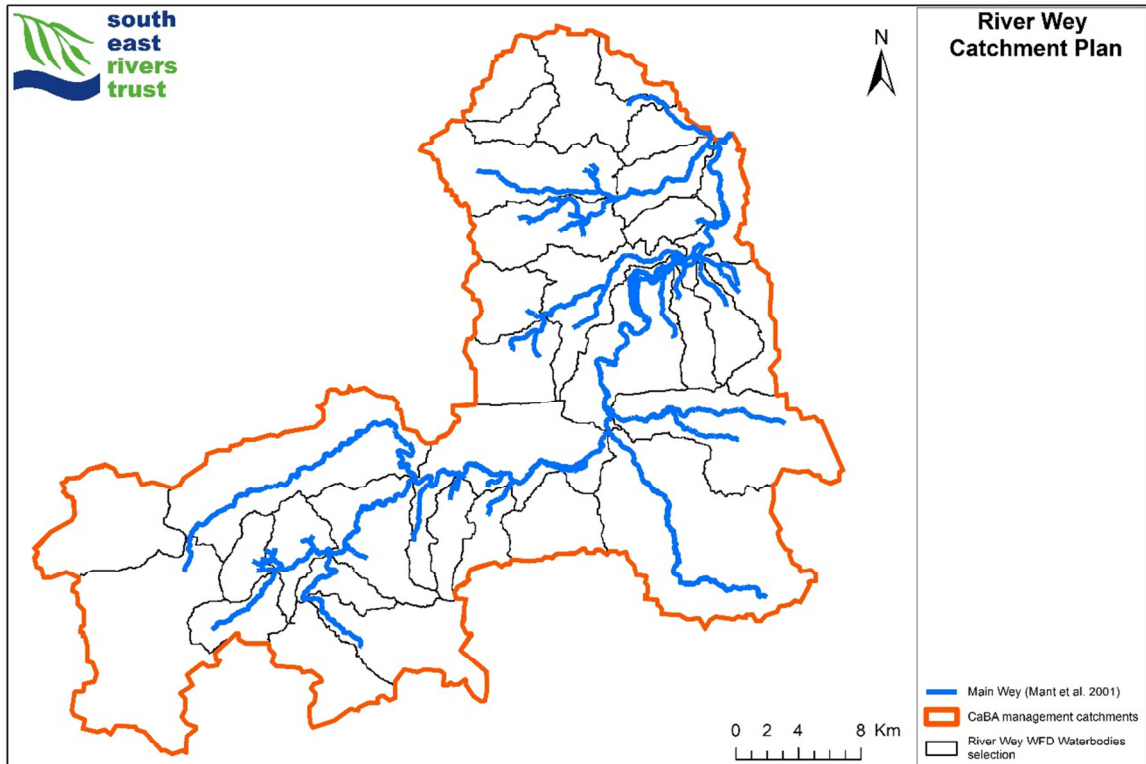 south
east
rivers
trust
River Wey
Catchment Plan
N
Main Wey (Mant et al. 2001)
CaBA management catchments
River Wey WFD Waterbodies
selection
0 2 4 8 Km